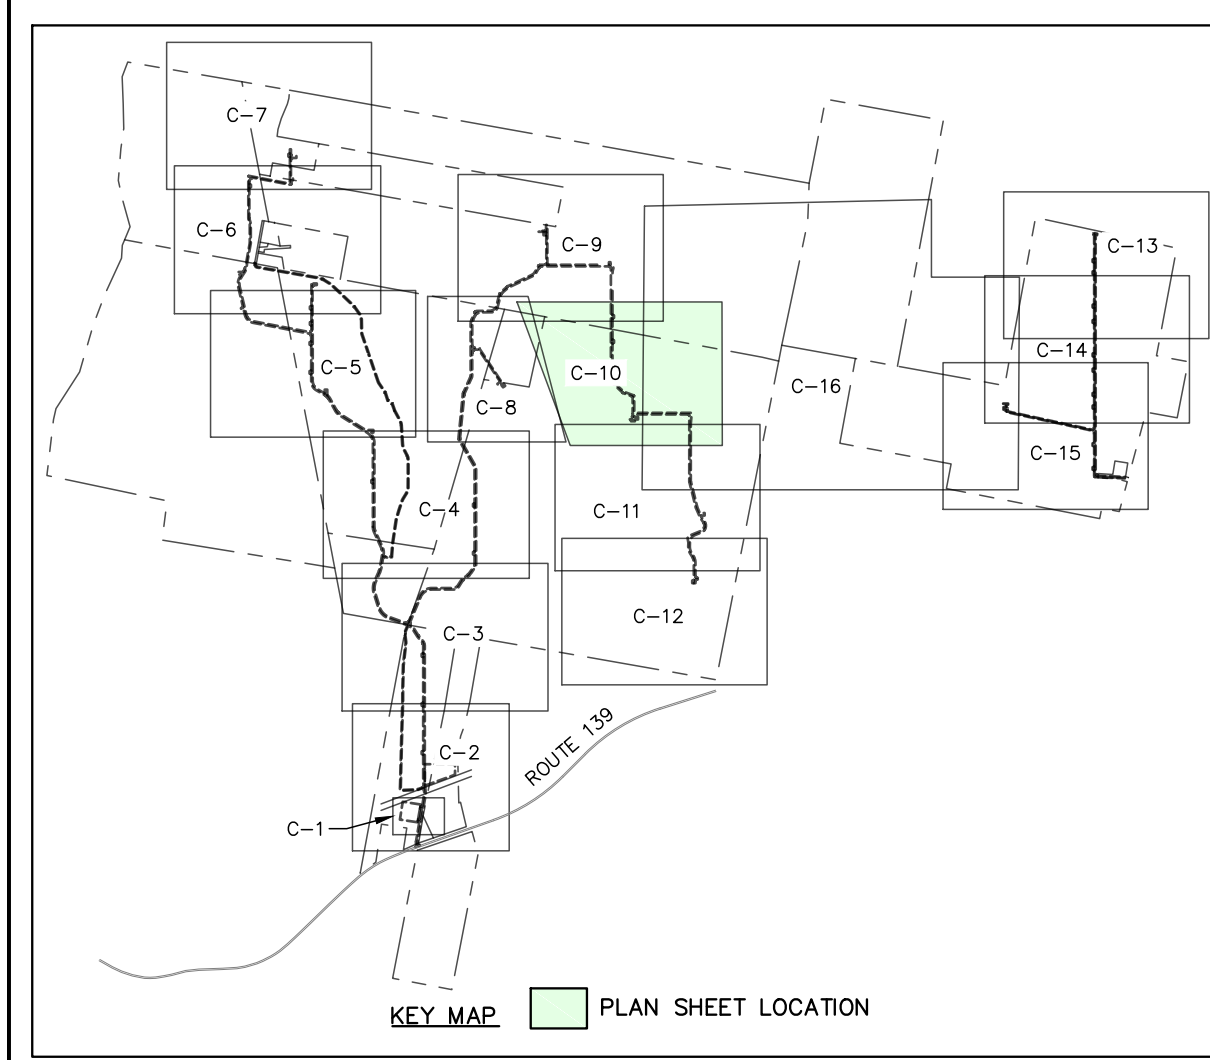 C-7
C-6
C-9
C-13
C-14
C-5
C-10
C-16
C-8
C-15
C-4
C-11
C-12
C-3
ROUTE 139
C-2
C-1
KEY MAP
PLAN SHEET LOCATION